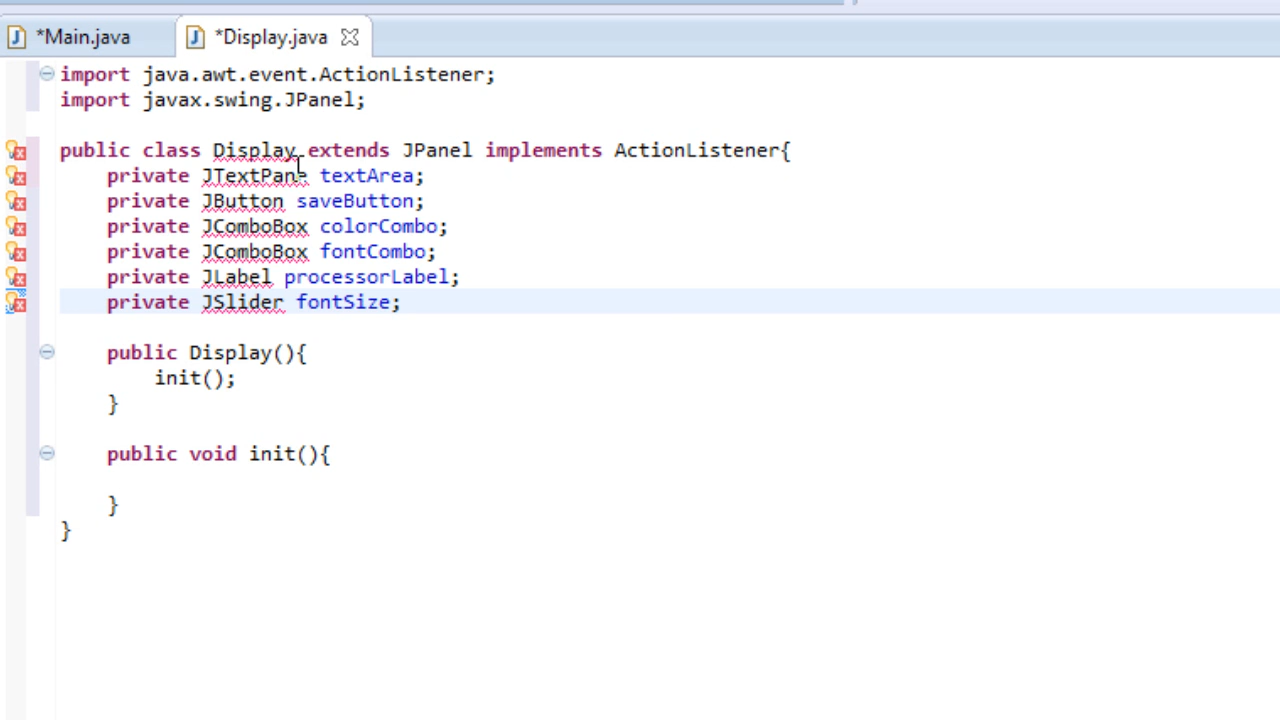 *Main.java
*Display.java
import java.awt.event.ActionListener;
import javax.swing.JPanel;
public class Display extends JPanel implements ActionListener{
private JTextPane textArea;
private JButton saveButton;
private JComboBox colorCombo;
private JComboBox fontCombo;
private JLabel processorLabel;
private JSlider fontSize;
public Display(){
init();
}
public void init(){
}
}